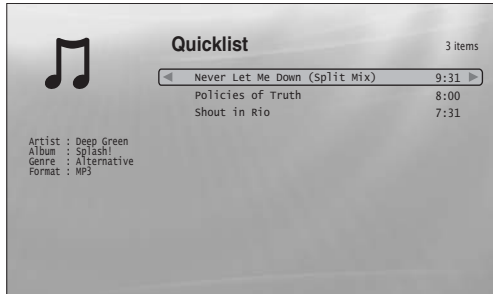 Quicklist
3 items
Never Let Me Down (Split Mix) 9:31
Policies of Truth 8:00
Shout in Rio 7:31
Artist : Deep Green
Album : Splash!
Genre : Alternative
Format : MP3